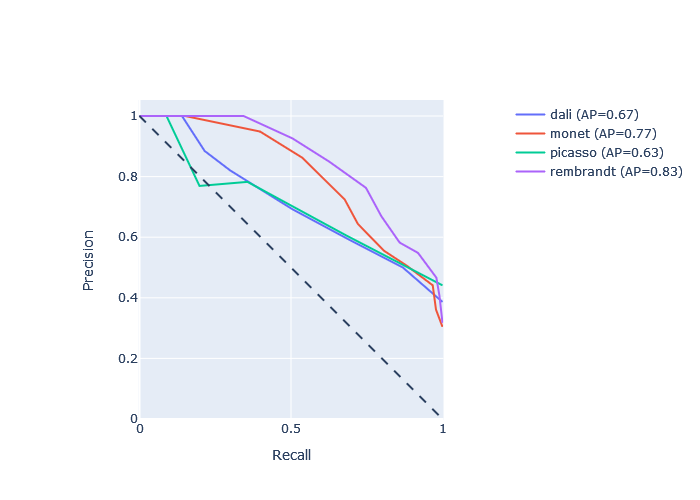 dali (AP=0.67)
monet (AP=0.77)
picasso (AP=0.63)
rembrandt (AP=0.83)
1
0.8
0.6
0.4
0.2
0
0
0.5
1
Precision
Recall